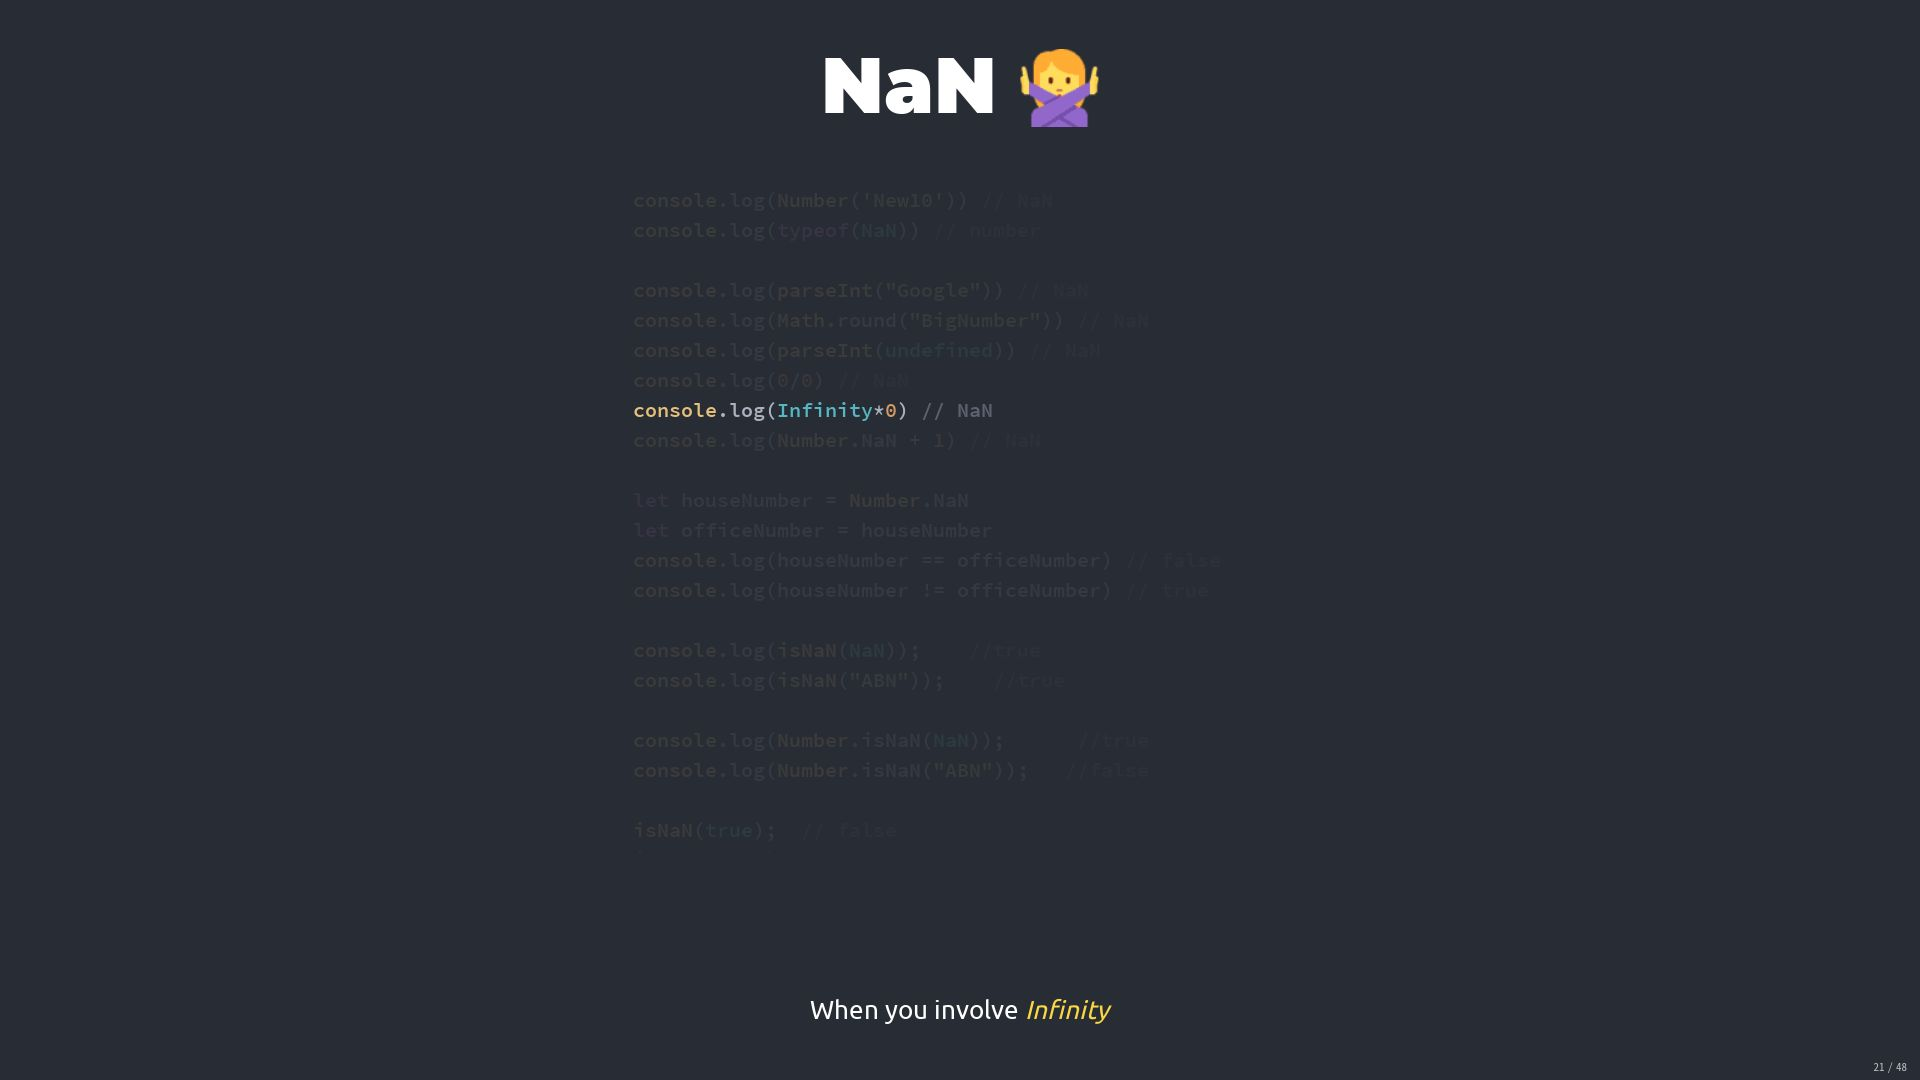 NaN 🙅
console.log(Number('New10')) // NaN
console.log(typeof(NaN)) // number
console.log(parseInt("Google")) // NaN
console.log(Math.round("BigNumber")) // NaN
console.log(parseInt(undefined)) // NaN
console.log(0/0) // NaN
console.log(Infinity*0) // NaN
console.log(Number.NaN + 1) // NaN
let houseNumber = Number.NaN
let officeNumber = houseNumber
console.log(houseNumber == officeNumber) // false
console.log(houseNumber != officeNumber) // true
console.log(isNaN(NaN));    //true
console.log(isNaN("ABN"));    //true
console.log(Number.isNaN(NaN));      //true
console.log(Number.isNaN("ABN"));   //false
isNaN(true);  // false
When you involve Infinity
21 / 48